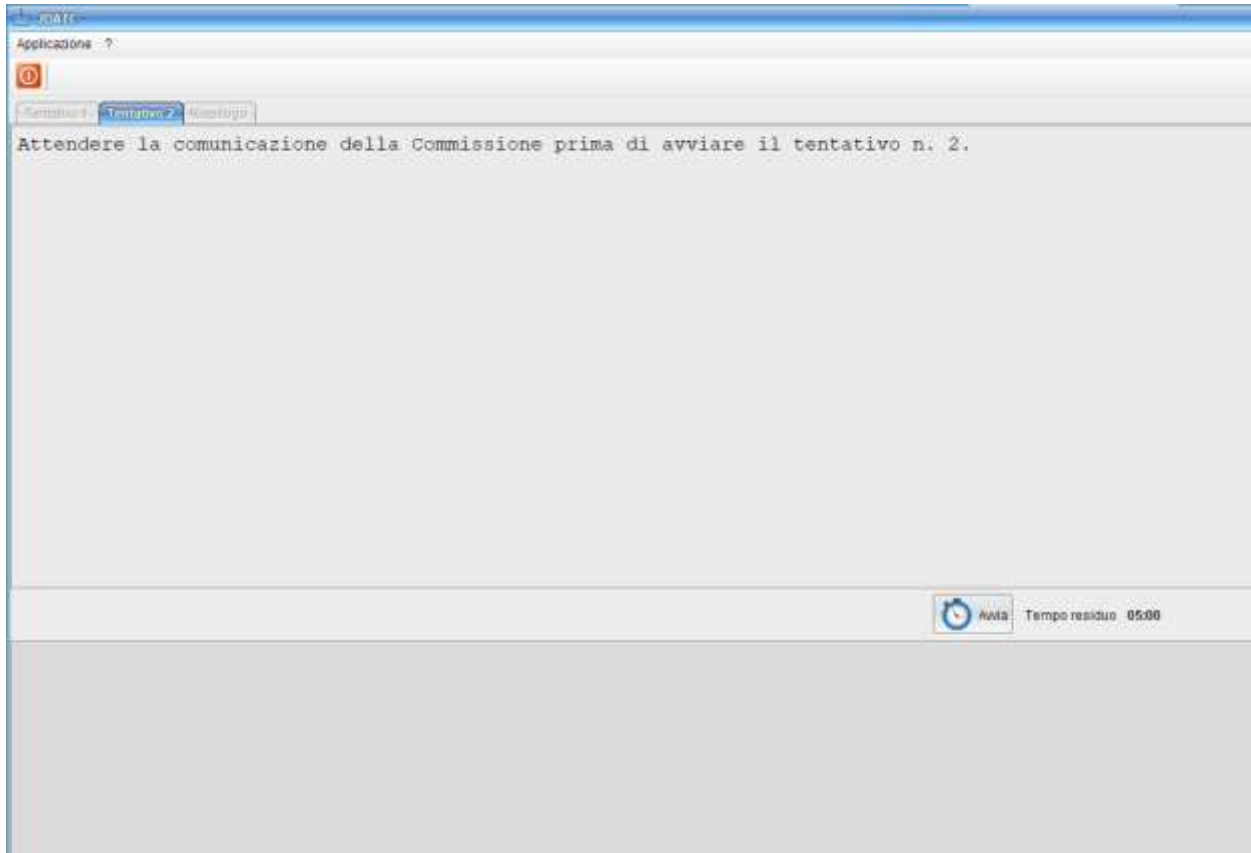 Applicazione ?
Tentativo 2
Attendere la comunicazione della Commissione prima di avviare il tentativo n. 2.
Avvia Tempo residuo 05:00